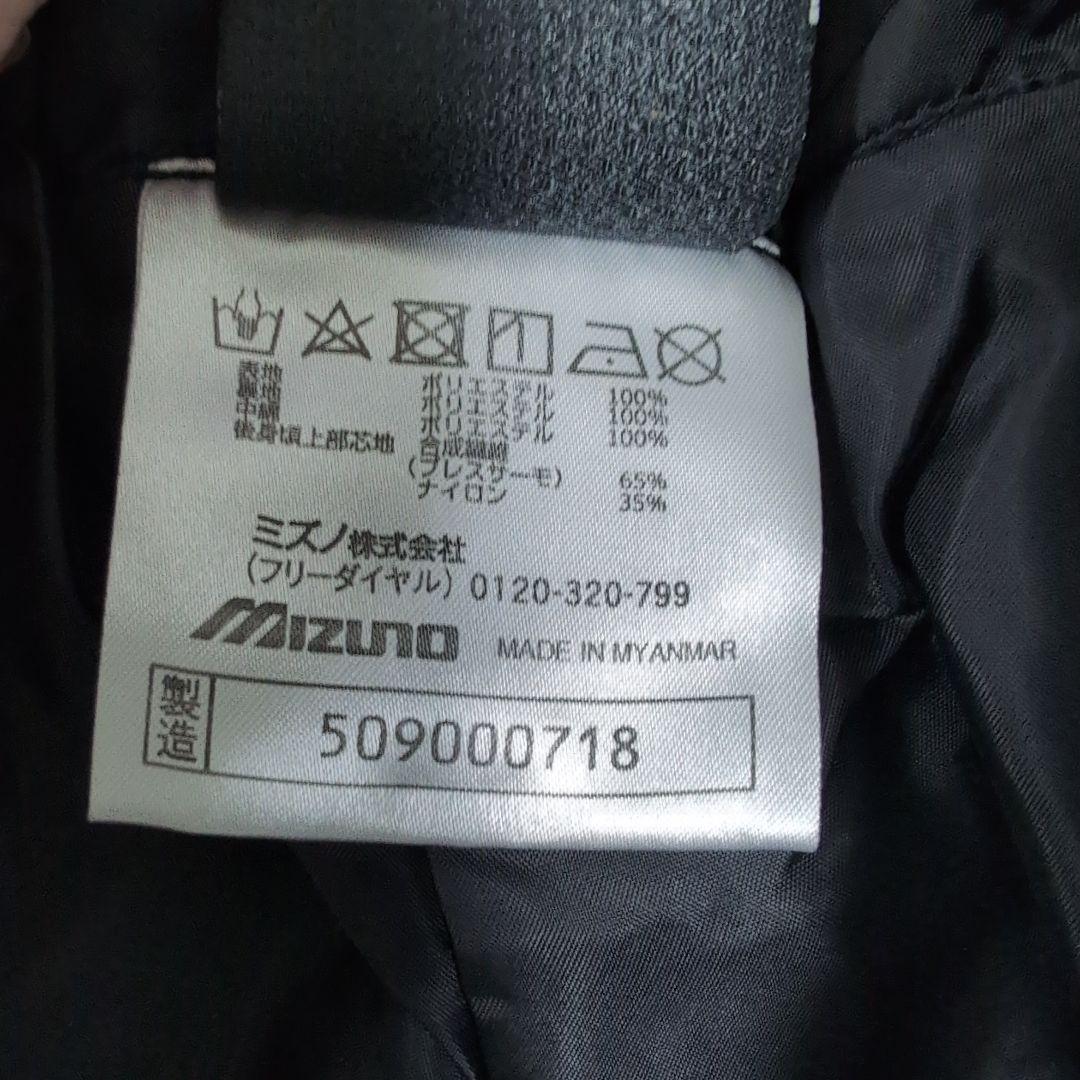 表地 ポリエステル 100%
裏地 ポリエステル 100%
中綿 ポリエステル 100%
後身頃上部芯地 合成繊維
(ブレスサーモ) 65%
ナイロン 35%
ミズノ株式会社
(フリーダイヤル) 0120-320-799
MIZUNO MADE IN MYANMAR
製造 509000718